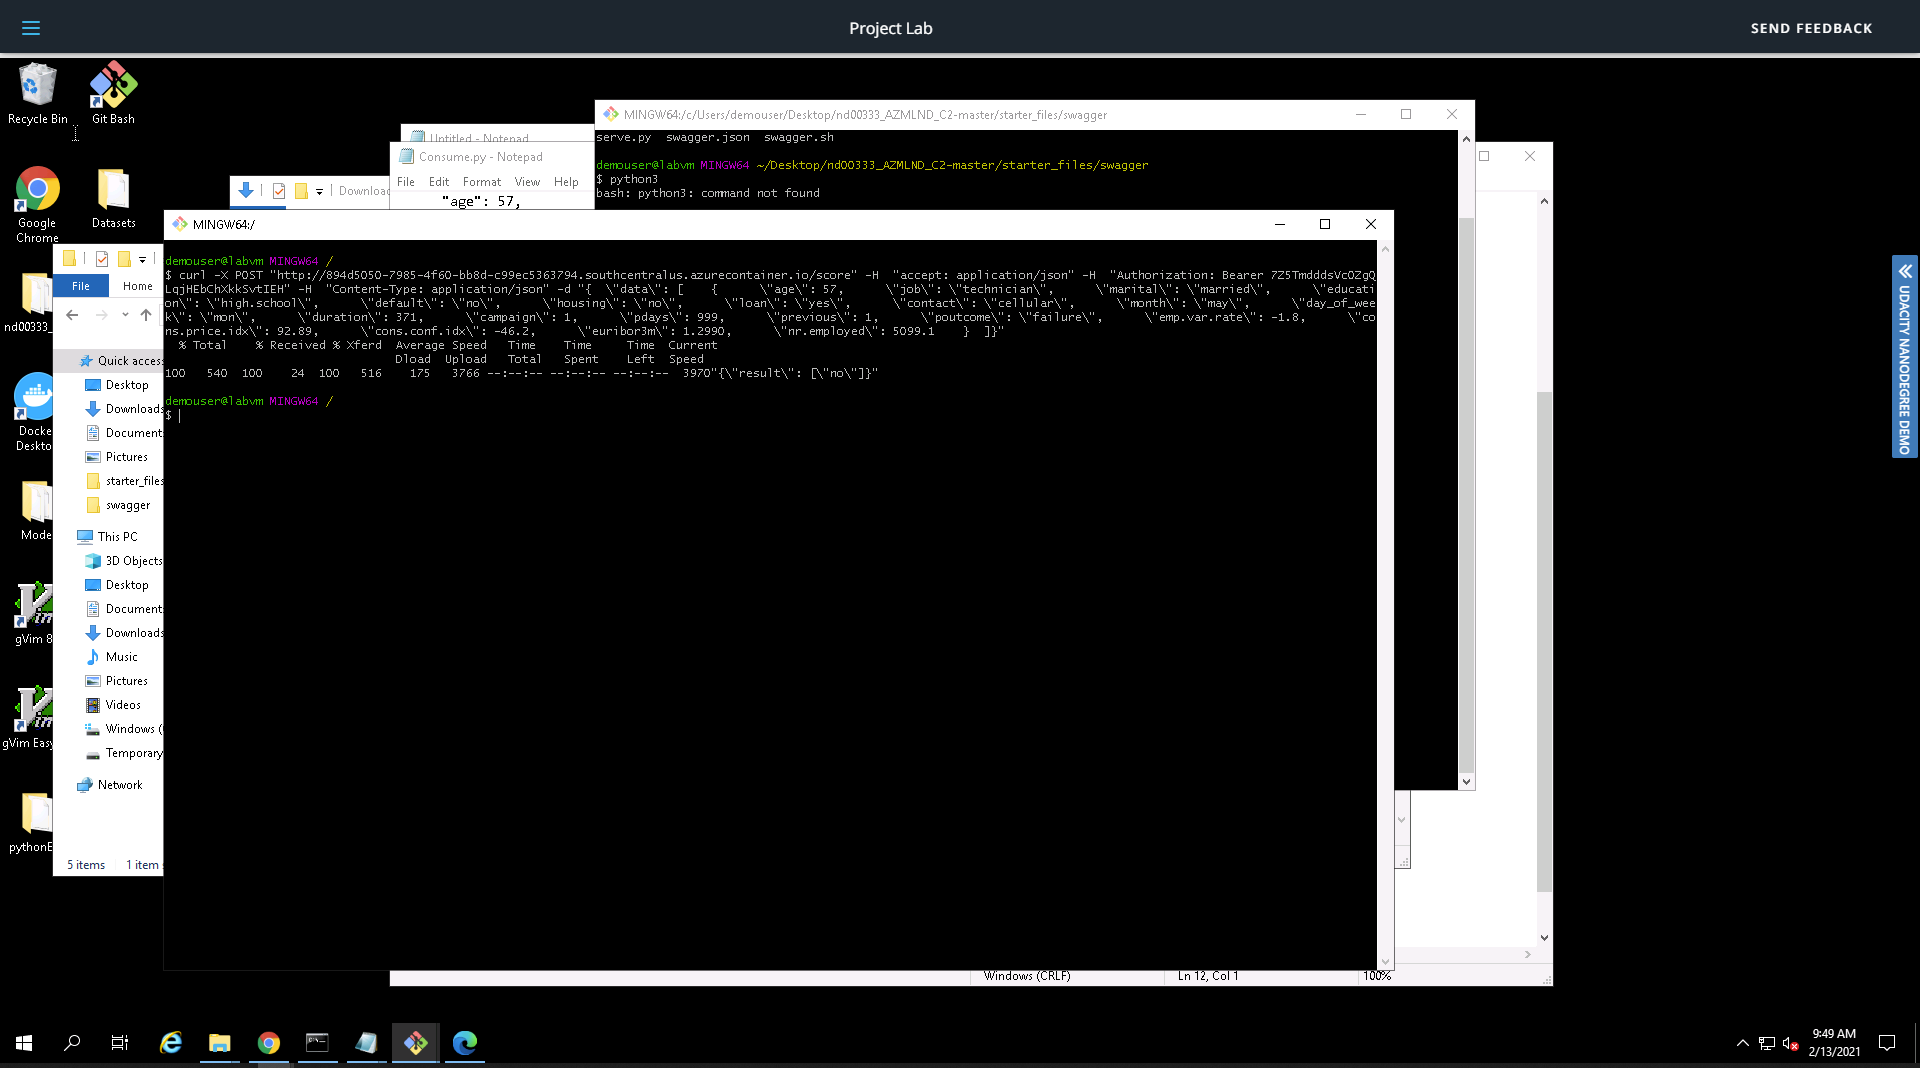 Project Lab
SEND FEEDBACK
Recycle Bin
Git Bash
Google Chrome
Datasets
nd00333_
Docke
Deskto
Mode
gVim 8
gVim Eas
pythonE
UDACITY NANODEGREE DEMO
MINGW64:/c/Users/demouser/Desktop/nd00333_AZMLND_C2-master/starter_files/swagger
serve.py swagger.json swagger.sh
demouser@labvm MINGW64 ~/Desktop/nd00333_AZMLND_C2-master/starter_files/swagger
$ python3
bash: python3: command not found
Untitled - Notepad
Consume.py - Notepad
File Edit Format View Help
"age": 57,
Downloa
File Home
Quick access
Desktop
Downloads
Document
Pictures
starter_files
swagger
This PC
3D Objects
Desktop
Document
Downloads
Music
Pictures
Videos
Windows (
Temporary
Network
5 items 1 item
MINGW64:/
demouser@labvm MINGW64 /
$ curl -X POST "http://894d5050-7985-4f60-bb8d-c99ec5363794.southcentralus.azurecontainer.io/score" -H "accept: application/json" -H "Authorization: Bearer 7Z5TmdddsVcOZgQ
LqjHEbChXkkSvtIEH" -H "Content-Type: application/json" -d "{ \"data\": [ { \"age\": 57, \"job\": \"technician\", \"marital\": \"married\", \"educati
on\": \"high.school\", \"default\": \"no\", \"housing\": \"no\", \"loan\": \"yes\", \"contact\": \"cellular\", \"month\": \"may\", \"day_of_wee
k\": \"mon\", \"duration\": 371, \"campaign\": 1, \"pdays\": 999, \"previous\": 1, \"poutcome\": \"failure\", \"emp.var.rate\": -1.8, \"co
ns.price.idx\": 92.89, \"cons.conf.idx\": -46.2, \"euribor3m\": 1.2990, \"nr.employed\": 5099.1 } ]}"
% Total % Received % Xferd Average Speed Time Time Time Current
Dload Upload Total Spent Left Speed
100 540 100 24 100 516 175 3766 --:--:-- --:--:-- --:--:-- 3970"{\"result\": [\"no\"]}"
demouser@labvm MINGW64 /
$
Windows (CRLF) Ln 12, Col 1 100%
9:49 AM
2/13/2021